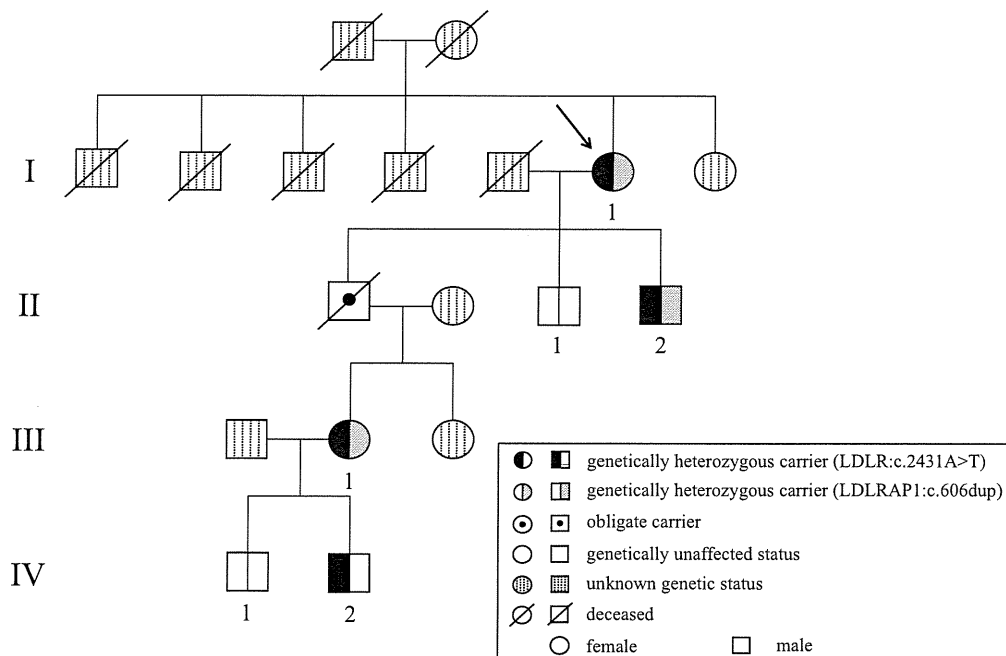 I
1
II
1
2
III
1
IV
1
2
genetically heterozygous carrier (LDLR:c.2431A>T)
genetically heterozygous carrier (LDLRAP1:c.606dup)
obligate carrier
genetically unaffected status
unknown genetic status
deceased
female male